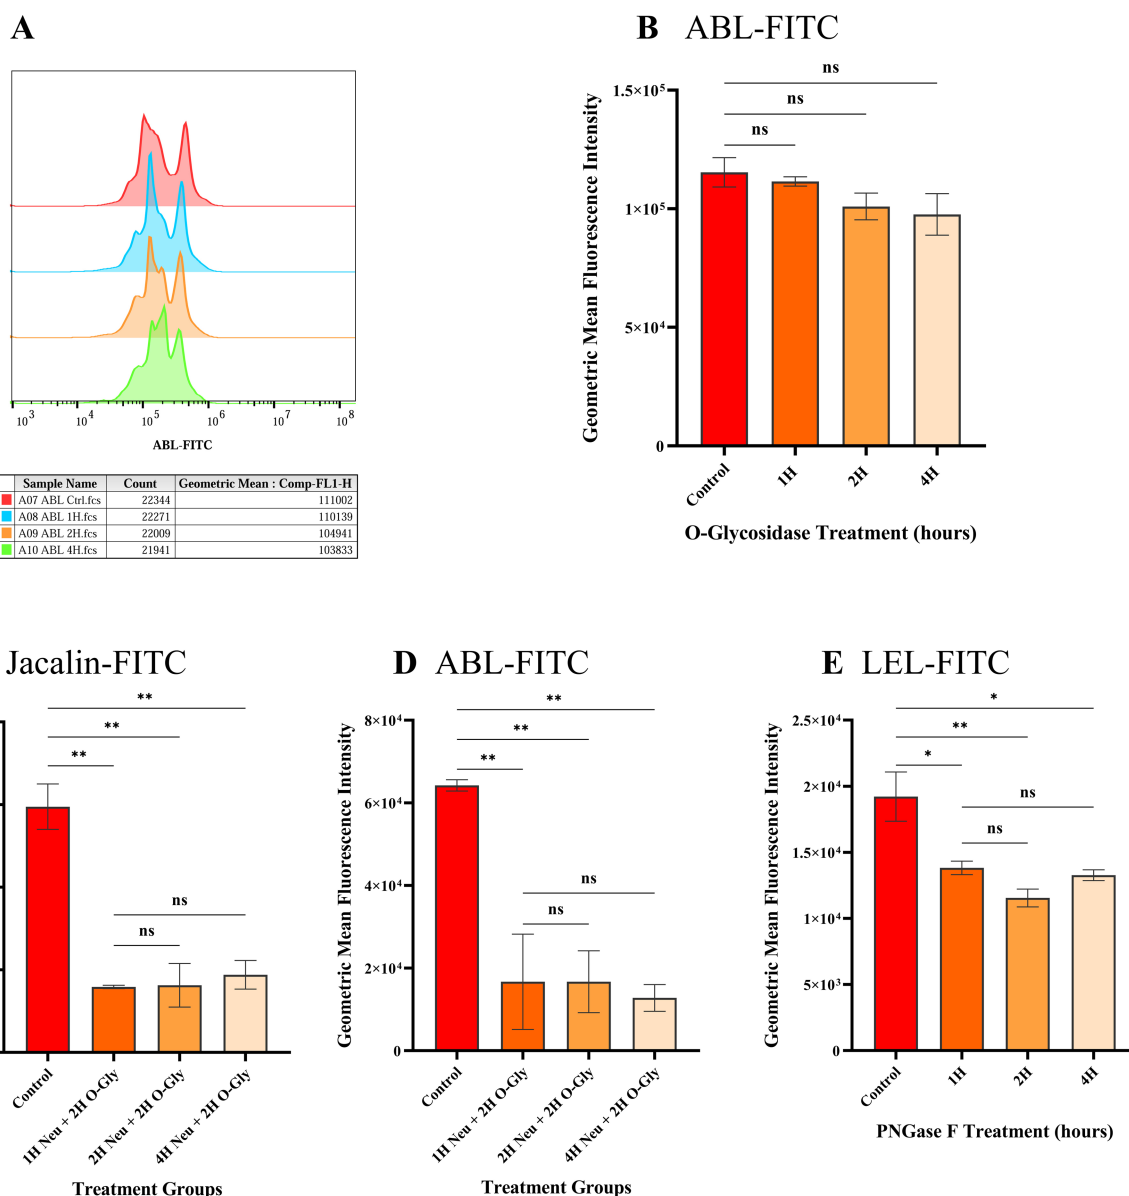 A
10³ 10⁴ 10⁵ 10⁶ 10⁷ 10⁸
ABL-FITC
Sample Name Count Geometric Mean : Comp-FL1-H
A07 ABL Ctrl.fcs 22344 111002
A08 ABL 1H.fcs 22271 110139
A09 ABL 2H.fcs 22009 104941
A10 ABL 4H.fcs 21941 103833
B ABL-FITC
Geometric Mean Fluorescence Intensity
1.5×10⁵
1×10⁵
5×10⁴
0
ns
ns
ns
Control 1H 2H 4H
O-Glycosidase Treatment (hours)
Jacalin-FITC
**
**
**
ns
ns
Control 1H Neu + 2H O-Gly 2H Neu + 2H O-Gly 4H Neu + 2H O-Gly
Treatment Groups
D ABL-FITC
Geometric Mean Fluorescence Intensity
8×10⁴
6×10⁴
4×10⁴
2×10⁴
0
**
**
**
ns
ns
Control 1H Neu + 2H O-Gly 2H Neu + 2H O-Gly 4H Neu + 2H O-Gly
Treatment Groups
E LEL-FITC
Geometric Mean Fluorescence Intensity
2.5×10⁴
2×10⁴
1.5×10⁴
1×10⁴
5×10³
0
*
**
*
ns
ns
Control 1H 2H 4H
PNGase F Treatment (hours)